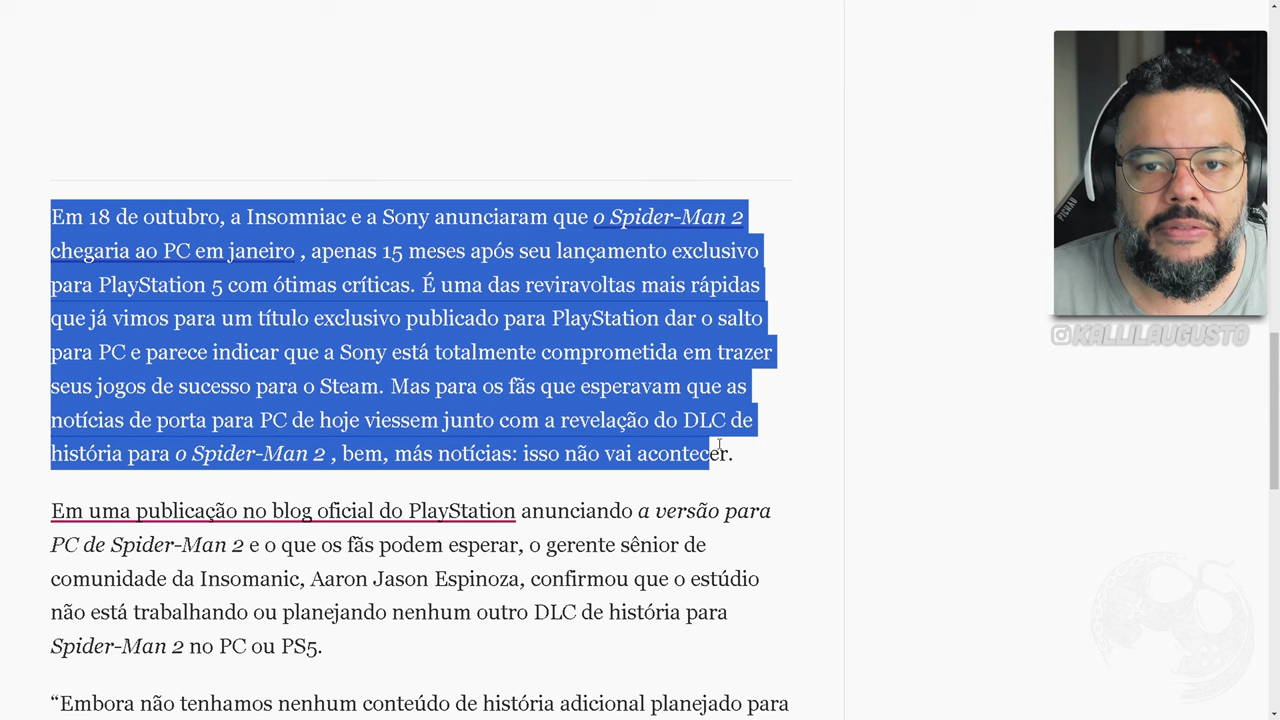 Em 18 de outubro, a Insomniac e a Sony anunciaram que o Spider-Man 2
chegaria ao PC em janeiro , apenas 15 meses após seu lançamento exclusivo
para PlayStation 5 com ótimas críticas. É uma das reviravoltas mais rápidas
que já vimos para um título exclusivo publicado para PlayStation dar o salto
para PC e parece indicar que a Sony está totalmente comprometida em trazer
seus jogos de sucesso para o Steam. Mas para os fãs que esperavam que as
notícias de porta para PC de hoje viessem junto com a revelação do DLC de
história para o Spider-Man 2 , bem, más notícias: isso não vai acontecer.
Em uma publicação no blog oficial do PlayStation anunciando a versão para
PC de Spider-Man 2 e o que os fãs podem esperar, o gerente sênior de
comunidade da Insomanic, Aaron Jason Espinoza, confirmou que o estúdio
não está trabalhando ou planejando nenhum outro DLC de história para
Spider-Man 2 no PC ou PS5.
“Embora não tenhamos nenhum conteúdo de história adicional planejado para
PICHAU
@KALLILAUGUSTO